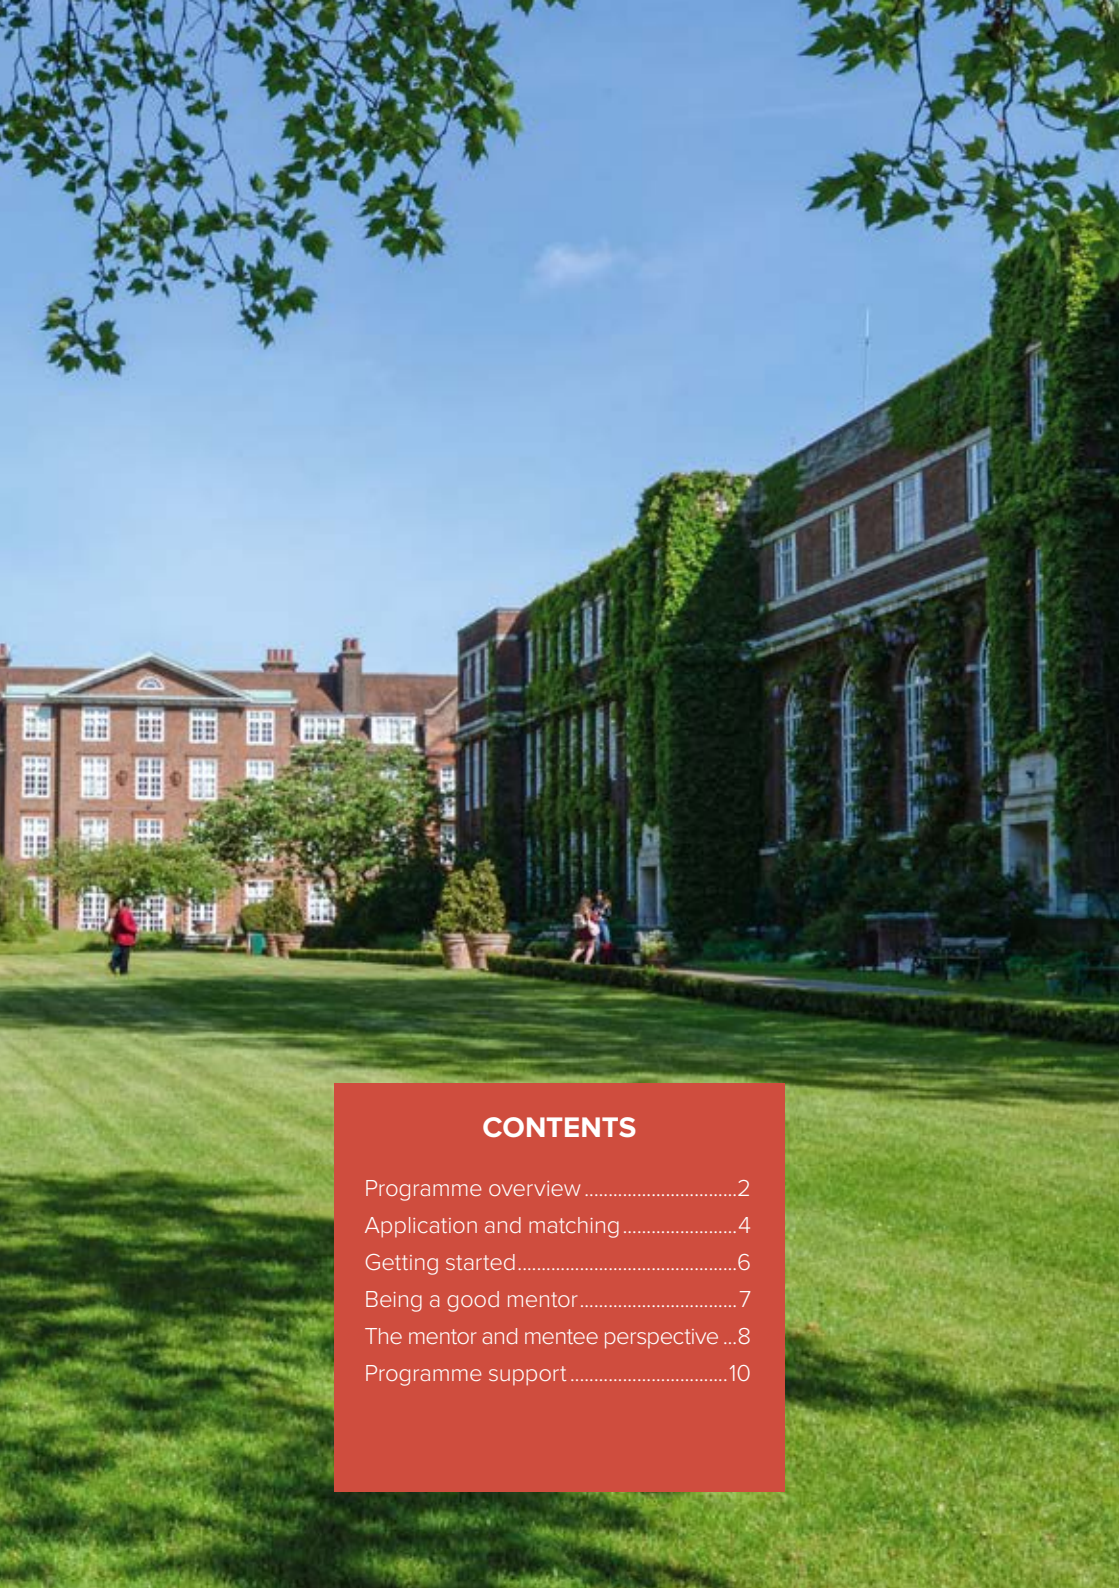 CONTENTS
Programme overview ................................2
Application and matching........................4
Getting started..............................................6
Being a good mentor.................................7
The mentor and mentee perspective ...8
Programme support .................................10